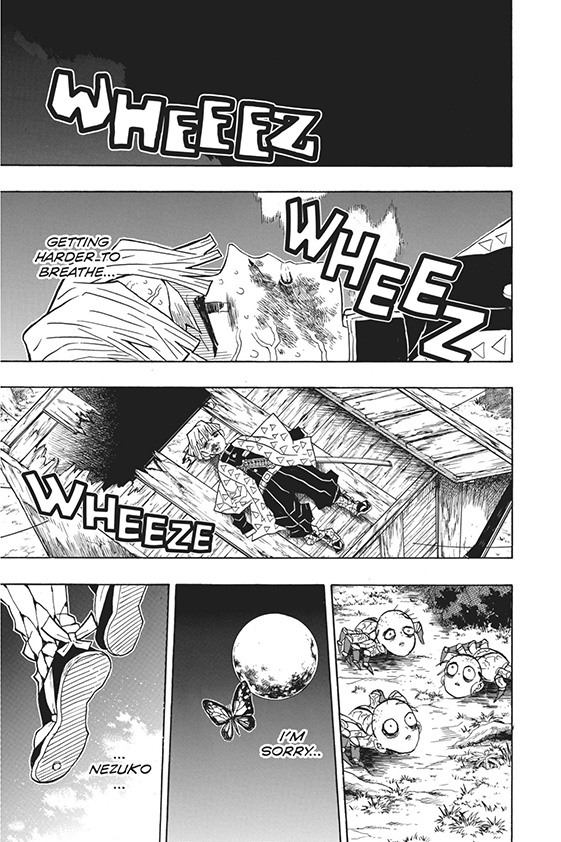 WHEEEZ
GETTING
HARDER TO
BREATHE...
WHEEZ
WHEEZE
I'M
SORRY...
...
NEZUKO
...